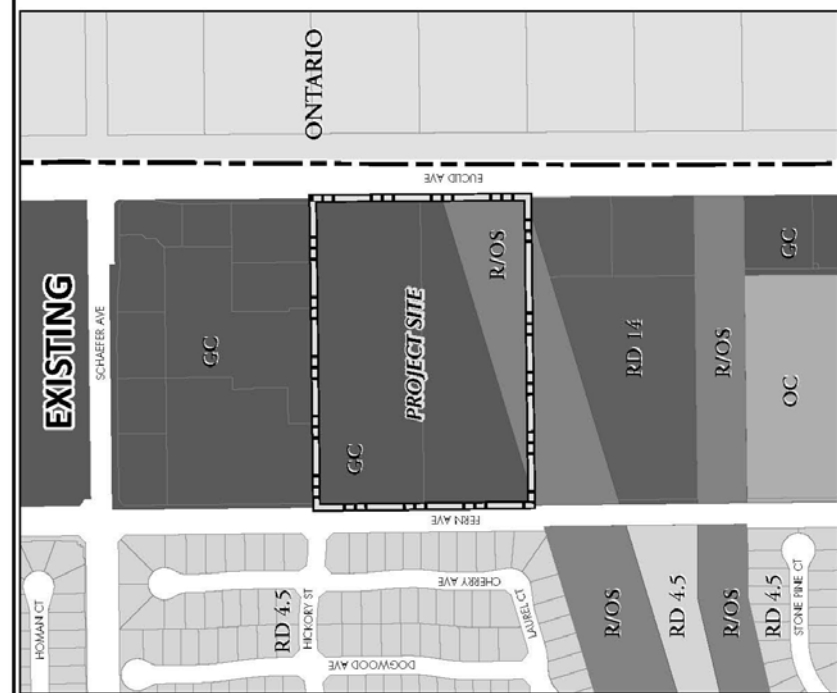 EXISTING
ONTARIO
SCHAEFER AVE
EUCLID AVE
GC
PROJECT SITE
R/OS
GC
RD 14
R/OS
GC
OC
FERN AVE
HOMAN CT
RD 4.5
HICKORY ST
CHERRY AVE
LAUREL CT
DOGWOOD AVE
R/OS
RD 4.5
R/OS
RD 4.5
STONE PINE CT